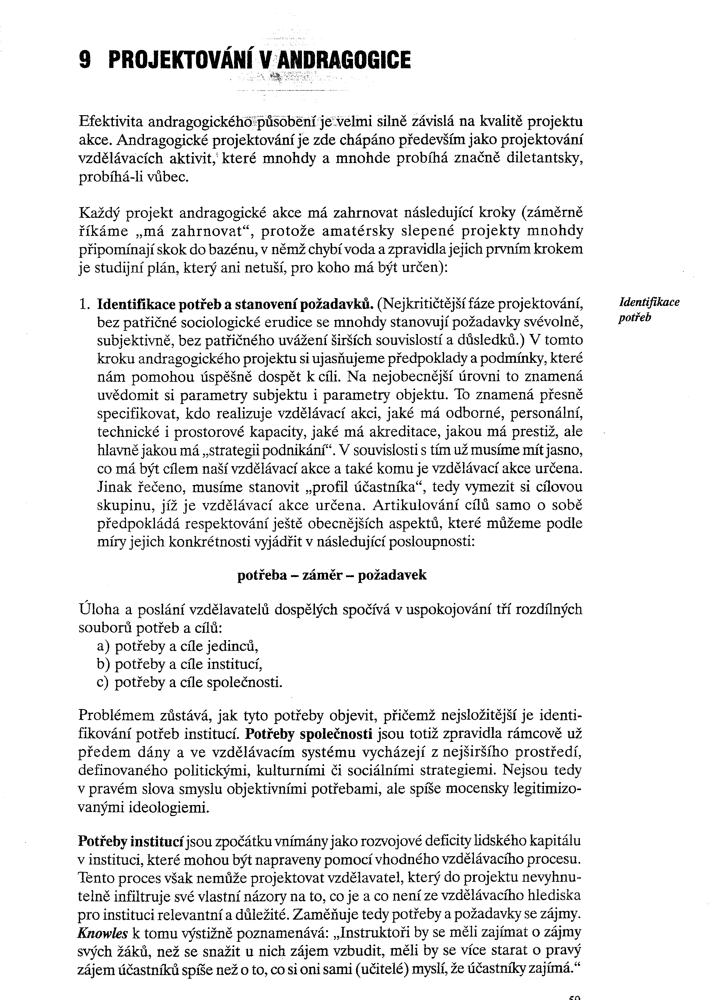 9 PROJEKTOVÁNÍ V ANDRAGOGICE
Efektivita andragogického působení je velmi silně závislá na kvalitě projektu
akce. Andragogické projektování je zde chápáno především jako projektování
vzdělávacích aktivit, které mnohdy a mnohde probíhá značně diletantsky,
probíhá-li vůbec.
Každý projekt andragogické akce má zahrnovat následující kroky (záměrně
říkáme „má zahrnovat“, protože amatérsky slepené projekty mnohdy
připomínají skok do bazénu, v němž chybí voda a zpravidla jejich prvním krokem
je studijní plán, který ani netuší, pro koho má být určen):
1. Identifikace potřeb a stanovení požadavků. (Nejkritičtější fáze projektování,
bez patřičné sociologické erudice se mnohdy stanovují požadavky svévolně,
subjektivně, bez patřičného uvážení širších souvislostí a důsledků.) V tomto
kroku andragogického projektu si ujasňujeme předpoklady a podmínky, které
nám pomohou úspěšně dospět k cíli. Na nejobecnější úrovni to znamená
uvědomit si parametry subjektu i parametry objektu. To znamená přesně
specifikovat, kdo realizuje vzdělávací akci, jaké má odborné, personální,
technické i prostorové kapacity, jaké má akreditace, jakou má prestiž, ale
hlavně jakou má „strategii podnikání“. V souvislosti s tím už musíme mít jasno,
co má být cílem naší vzdělávací akce a také komu je vzdělávací akce určena.
Jinak řečeno, musíme stanovit „profil účastníka“, tedy vymezit si cílovou
skupinu, jíž je vzdělávací akce určena. Artikulování cílů samo o sobě
předpokládá respektování ještě obecnějších aspektů, které můžeme podle
míry jejich konkrétnosti vyjádřit v následující posloupnosti:
Identifikace
potřeb
potřeba – záměr – požadavek
Úloha a poslání vzdělavatelů dospělých spočívá v uspokojování tří rozdílných
souborů potřeb a cílů:
a) potřeby a cíle jedinců,
b) potřeby a cíle institucí,
c) potřeby a cíle společnosti.
Problémem zůstává, jak tyto potřeby objevit, přičemž nejsložitější je identi-
fikování potřeb institucí. Potřeby společnosti jsou totiž zpravidla rámcově už
předem dány a ve vzdělávacím systému vycházejí z nejširšího prostředí,
definovaného politickými, kulturními či sociálními strategiemi. Nejsou tedy
v pravém slova smyslu objektivními potřebami, ale spíše mocensky legitimizo-
vanými ideologiemi.
Potřeby institucí jsou zpočátku vnímány jako rozvojové deficity lidského kapitálu
v instituci, které mohou být napraveny pomocí vhodného vzdělávacího procesu.
Tento proces však nemůže projektovat vzdělavatel, který do projektu nevyhnu-
telně infiltruje své vlastní názory na to, co je a co není ze vzdělávacího hlediska
pro instituci relevantní a důležité. Zaměňuje tedy potřeby a požadavky se zájmy.
Knowles k tomu výstižně poznamenává: „Instruktoři by se měli zajímat o zájmy
svých žáků, než se snažit u nich zájem vzbudit, měli by se více starat o pravý
zájem účastníků spíše než o to, co si oni sami (učitelé) myslí, že účastníky zajímá.“